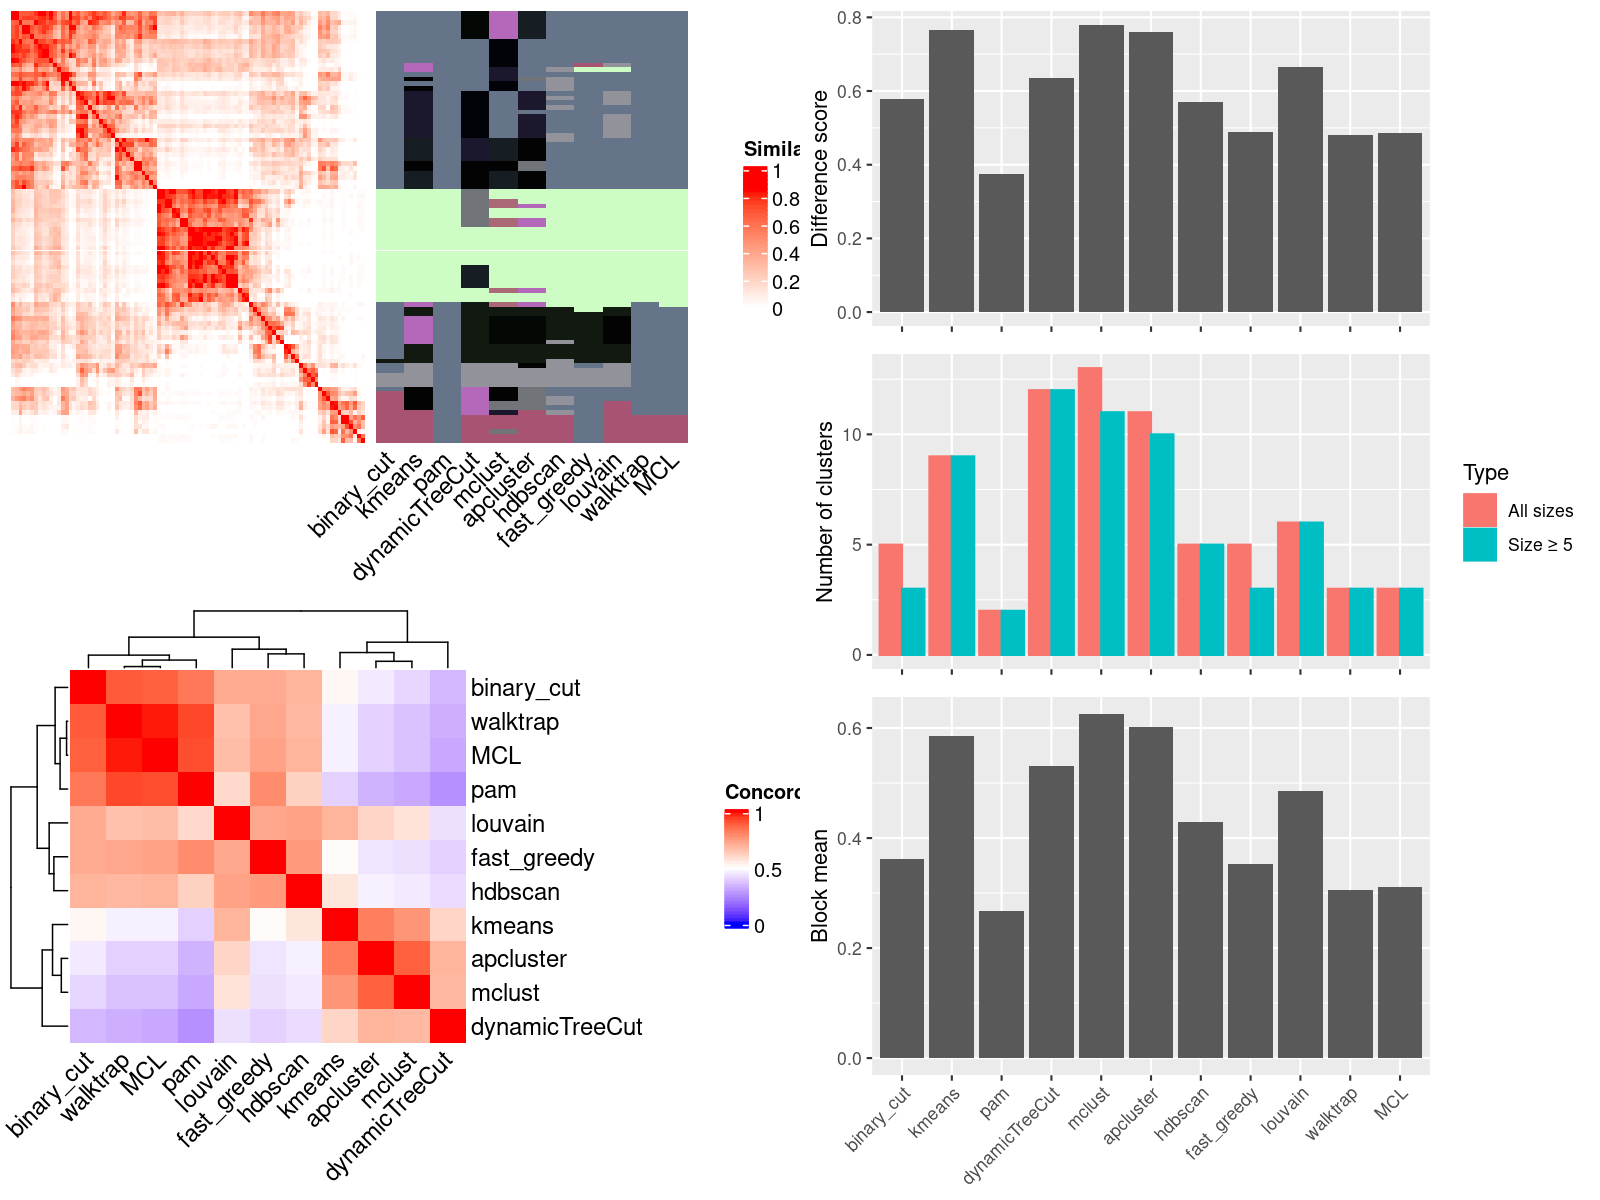 Simila
1
0.8
0.6
0.4
0.2
0
binary_cut
kmeans
pam
dynamicTreeCut
mclust
apcluster
hdbscan
fast_greedy
louvain
walktrap
MCL
binary_cut
walktrap
MCL
pam
louvain
fast_greedy
hdbscan
kmeans
apcluster
mclust
dynamicTreeCut
binary_cut
walktrap
MCL
pam
louvain
fast_greedy
hdbscan
kmeans
apcluster
mclust
dynamicTreeCut
Concord
1
0.5
0
Difference score
0.8
0.6
0.4
0.2
0.0
Number of clusters
10
5
0
Type
All sizes
Size ≥ 5
Block mean
0.6
0.4
0.2
0.0
binary_cut
kmeans
pam
dynamicTreeCut
mclust
apcluster
hdbscan
fast_greedy
louvain
walktrap
MCL